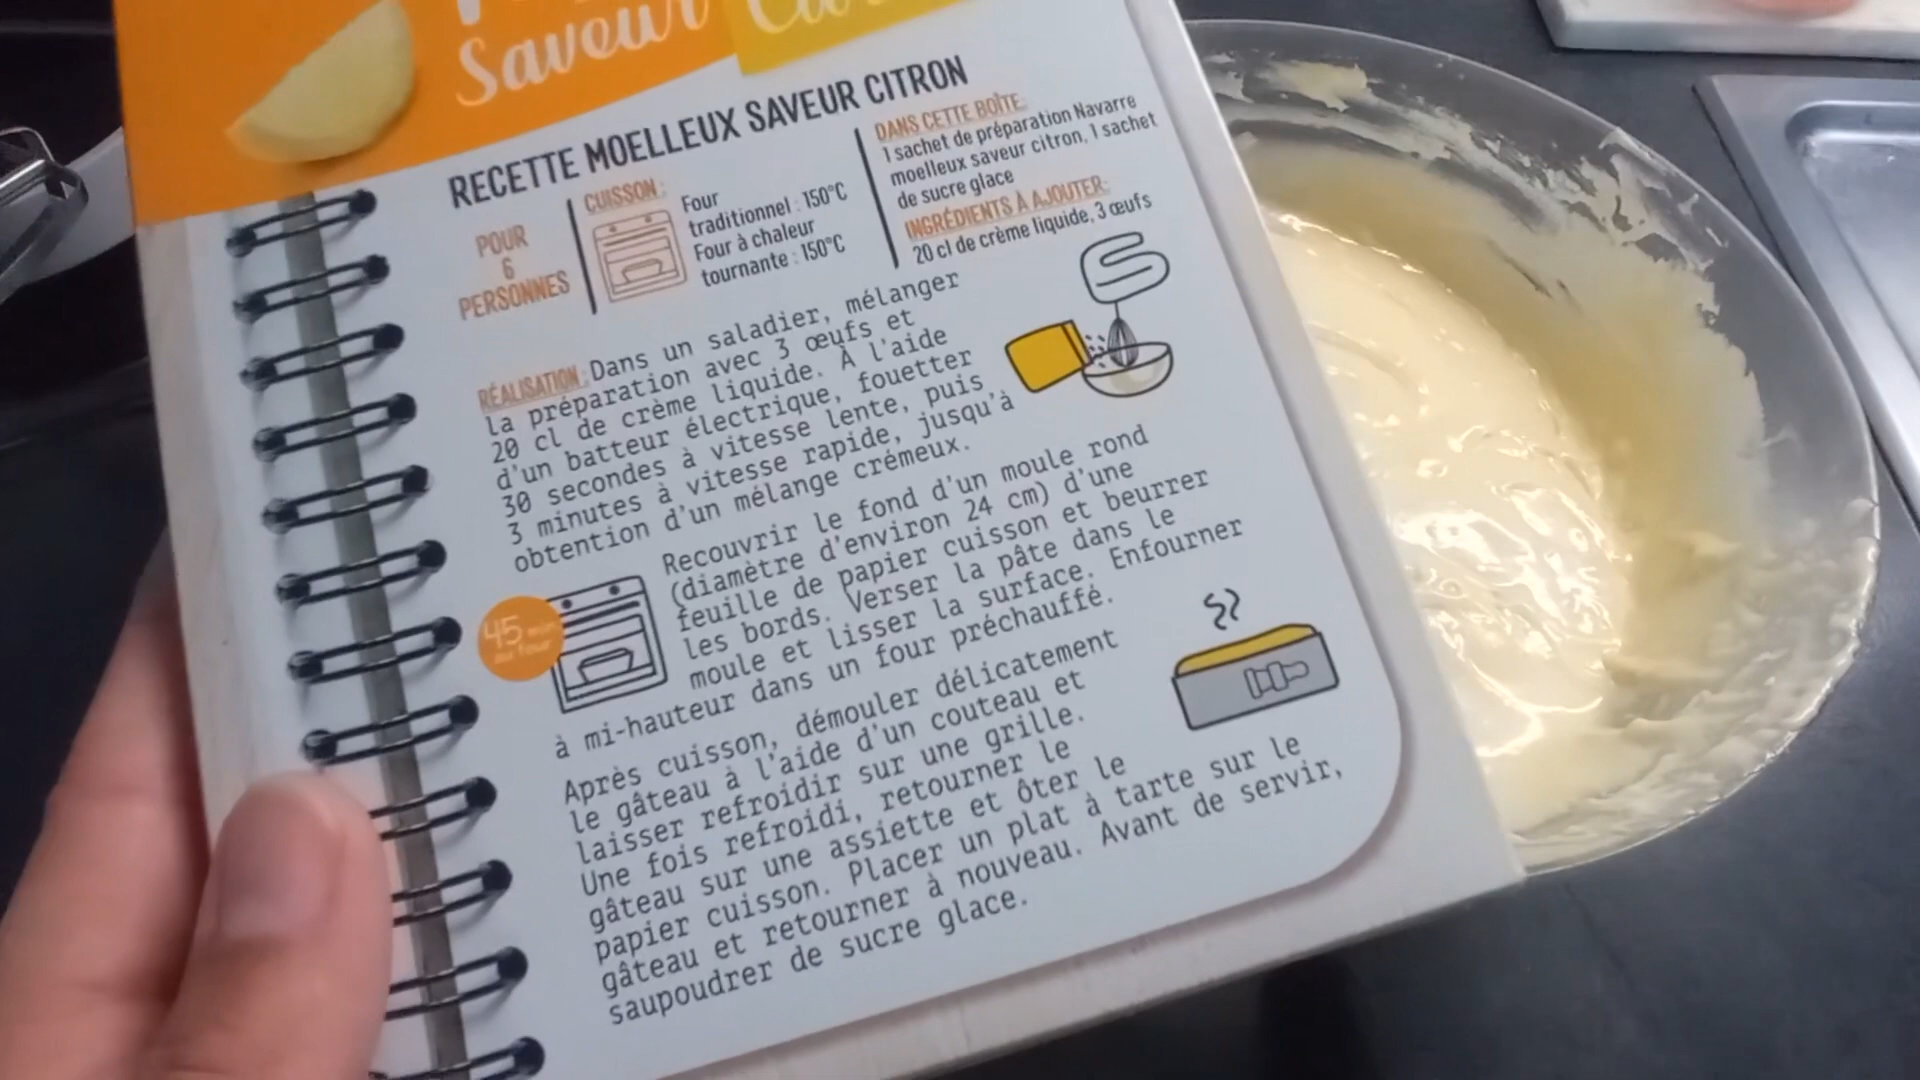 Saveur
RECETTE MOELLEUX SAVEUR CITRON
POUR
6
PERSONNES
CUISSON :
Four
traditionnel : 150°C
Four à chaleur
tournante : 150°C
DANS CETTE BOÎTE:
1 sachet de préparation Navarre
moelleux saveur citron, 1 sachet
de sucre glace
INGRÉDIENTS À AJOUTER:
20 cl de crème liquide, 3 œufs
RÉALISATION : Dans un saladier, mélanger
la préparation avec 3 œufs et
20 cl de crème liquide. À l'aide
d'un batteur électrique, fouetter
30 secondes à vitesse lente, puis
3 minutes à vitesse rapide, jusqu'à
obtention d'un mélange crémeux.
Recouvrir le fond d'un moule rond
(diamètre d'environ 24 cm) d'une
feuille de papier cuisson et beurrer
les bords. Verser la pâte dans le
moule et lisser la surface. Enfourner
à mi-hauteur dans un four préchauffé.
45 min
au four
Après cuisson, démouler délicatement
le gâteau à l'aide d'un couteau et
laisser refroidir sur une grille.
Une fois refroidi, retourner le
gâteau sur une assiette et ôter le
papier cuisson. Placer un plat à tarte sur le
gâteau et retourner à nouveau. Avant de servir,
saupoudrer de sucre glace.